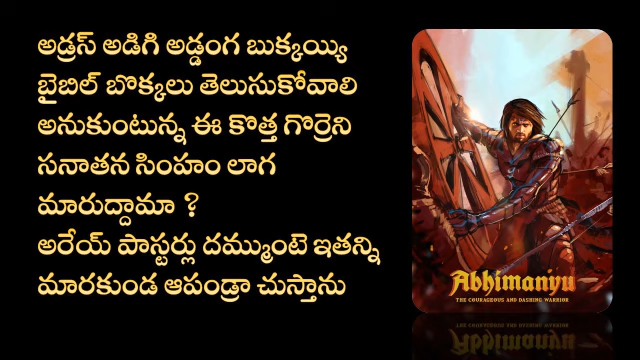 అడ్రస్ అడిగి అడ్డంగ బుక్కయ్యి
బైబిల్ బొక్కలు తెలుసుకోవాలి
అనుకుంటున్న ఈ కొత్త గొర్రెని
సనాతన సింహం లాగ
మారుద్దామా ?
అరేయ్ పాస్టర్లు దమ్ముంటె ఇతన్ని
మారకుండ ఆపండ్రా చుస్తాను
Abhimanyu
THE COURAGEOUS AND DASHING WARRIOR